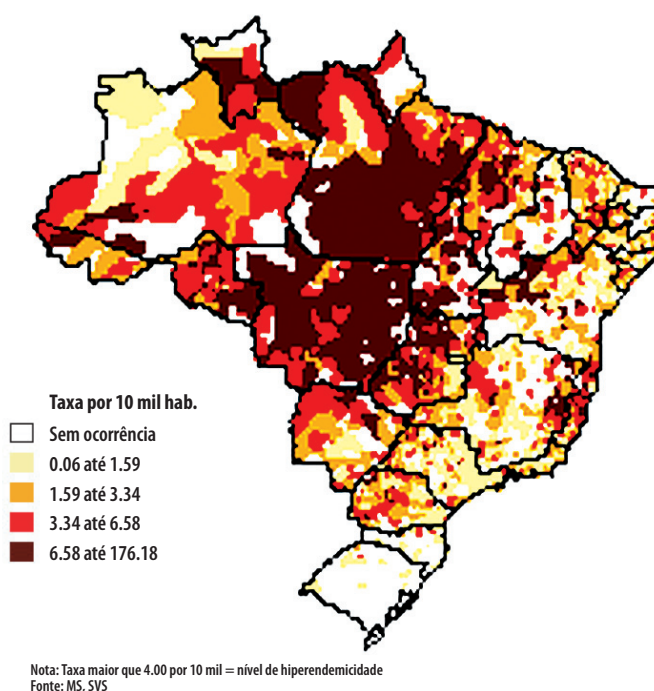 Taxa por 10 mil hab.
Sem ocorrência
0.06 até 1.59
1.59 até 3.34
3.34 até 6.58
6.58 até 176.18
Nota: Taxa maior que 4.00 por 10 mil = nível de hiperendemicidade
Fonte: MS, SVS